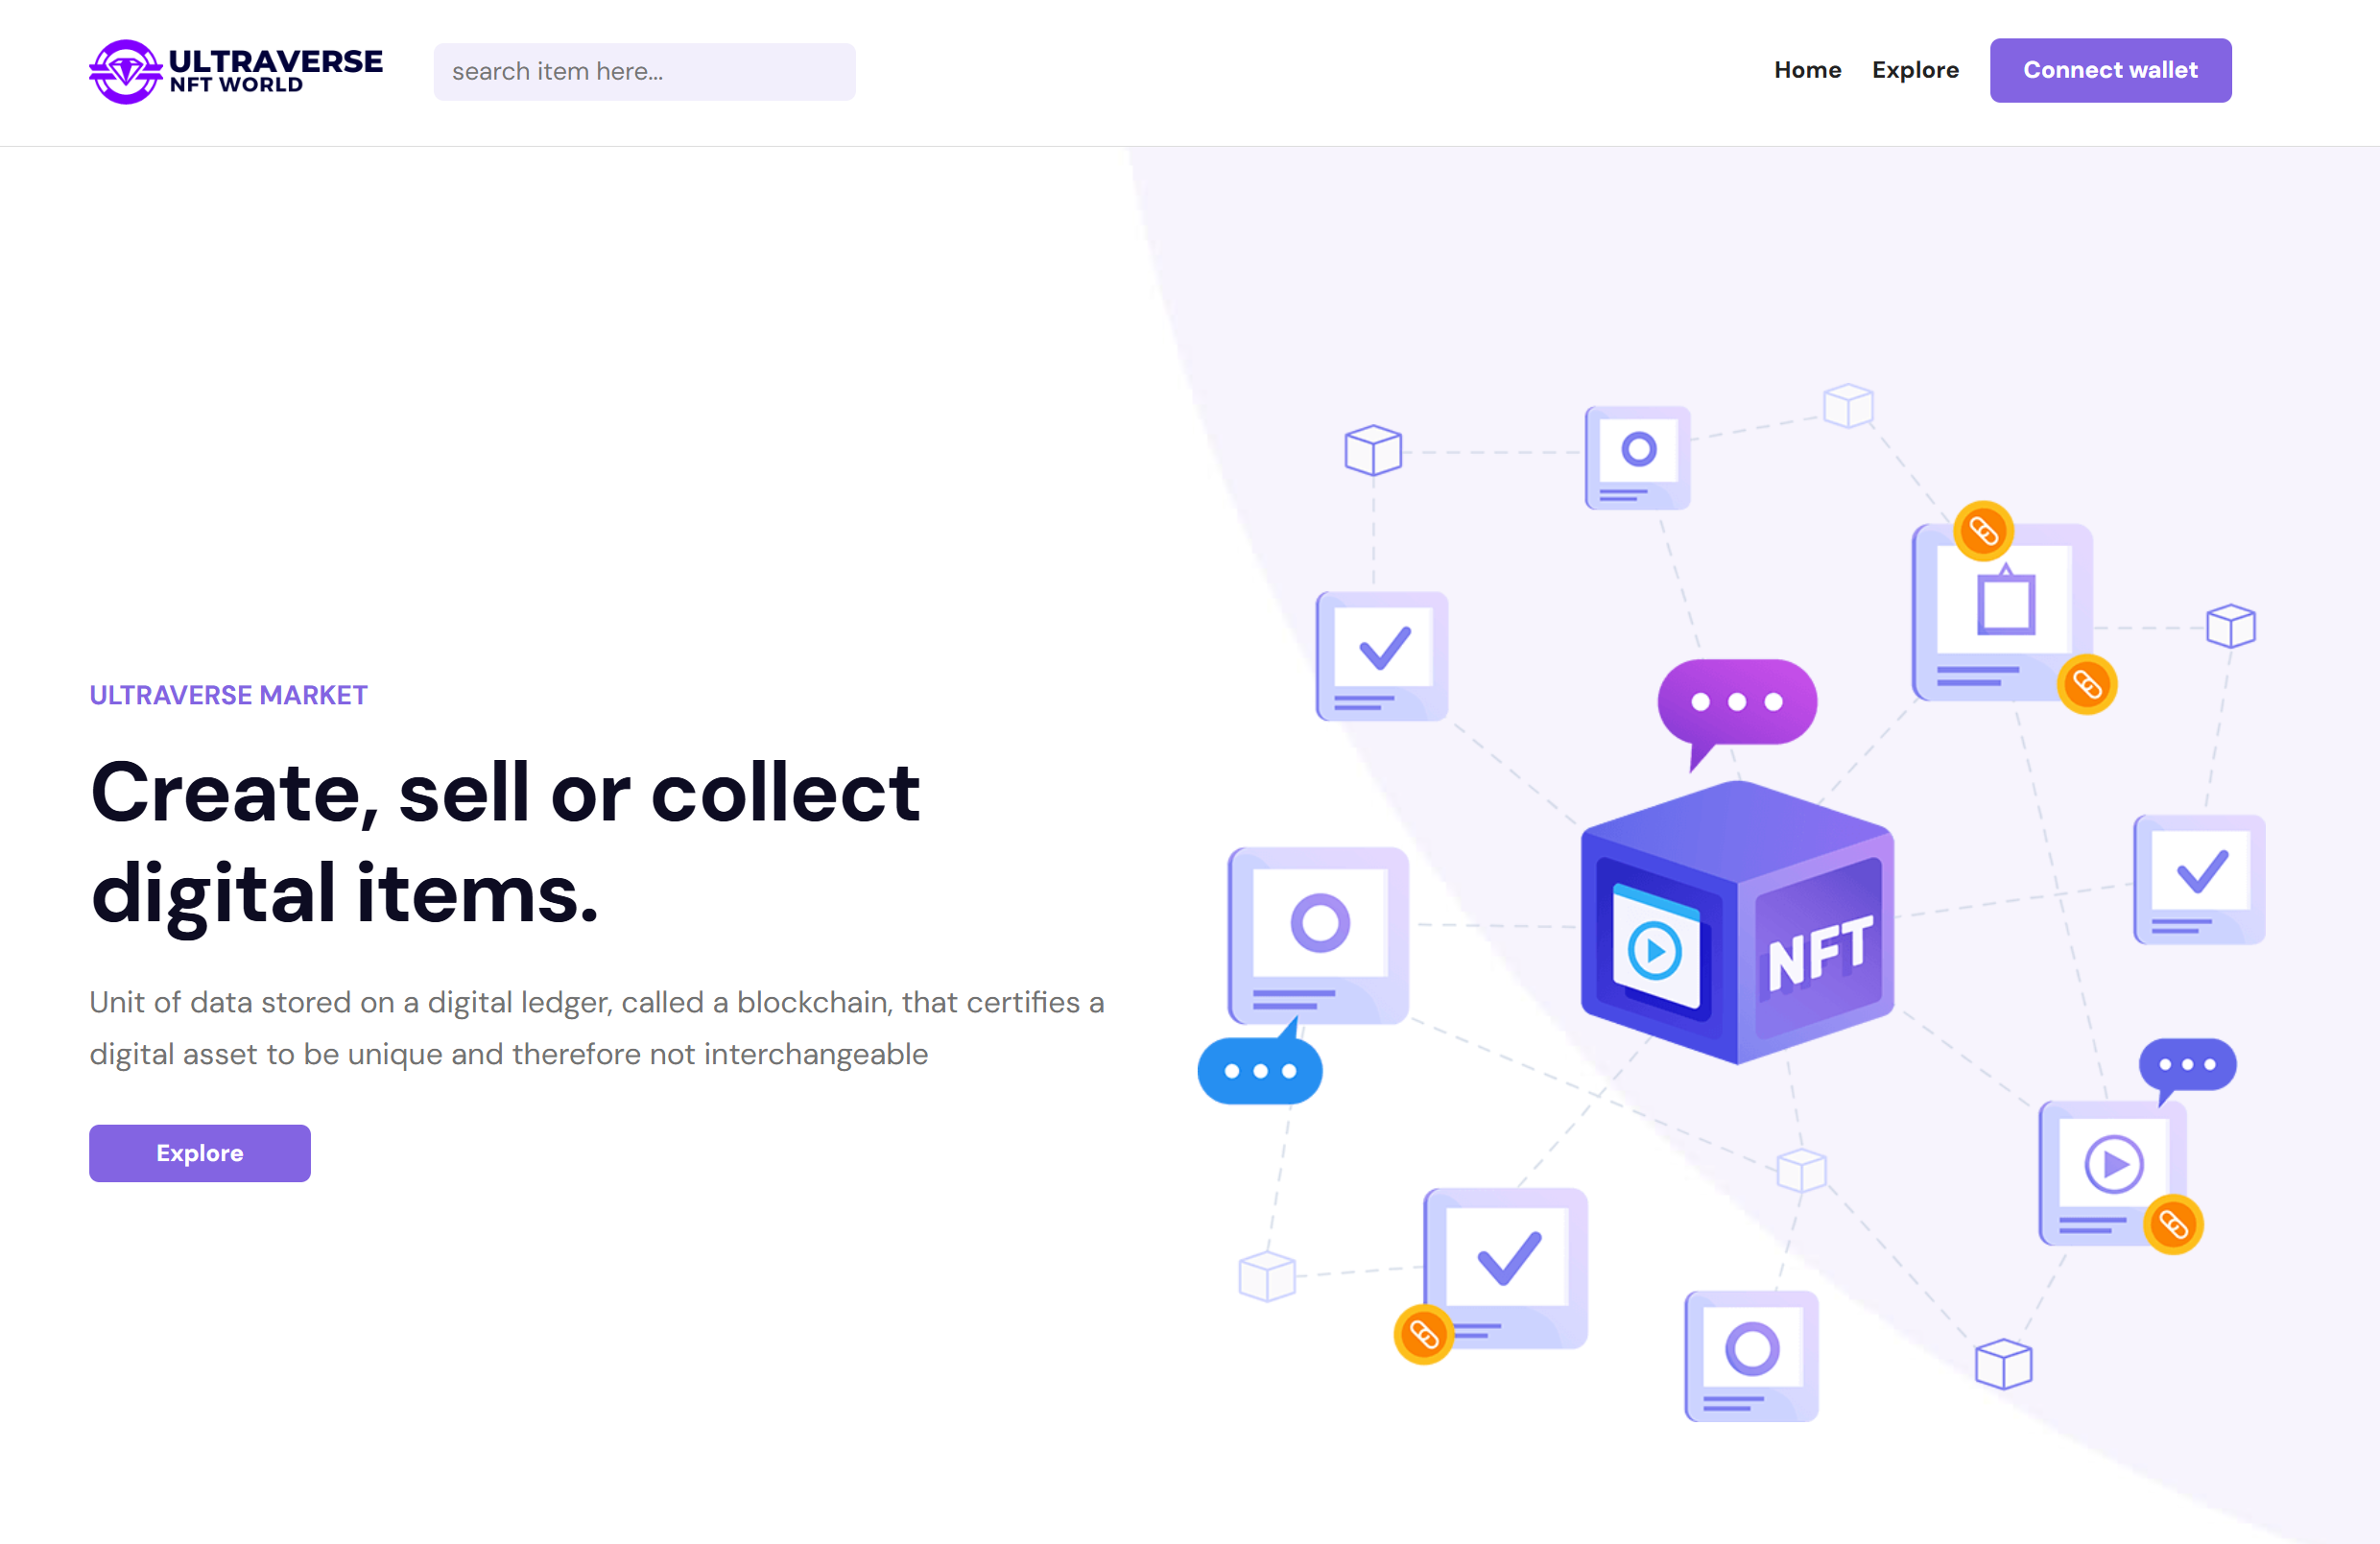 ULTRAVERSE
NFT WORLD
search item here...
Home
Explore
Connect wallet
ULTRAVERSE MARKET
Create, sell or collect
digital items.
Unit of data stored on a digital ledger, called a blockchain, that certifies a
digital asset to be unique and therefore not interchangeable
Explore
NFT